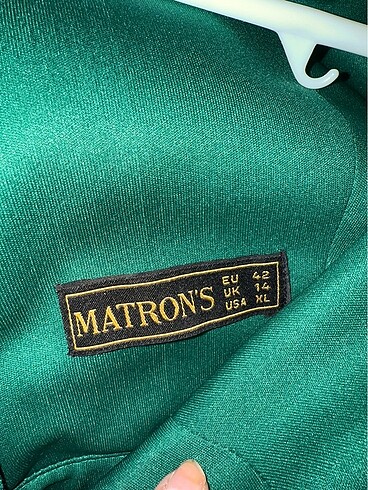 MATRON'S
EU 42
UK 14
USA XL